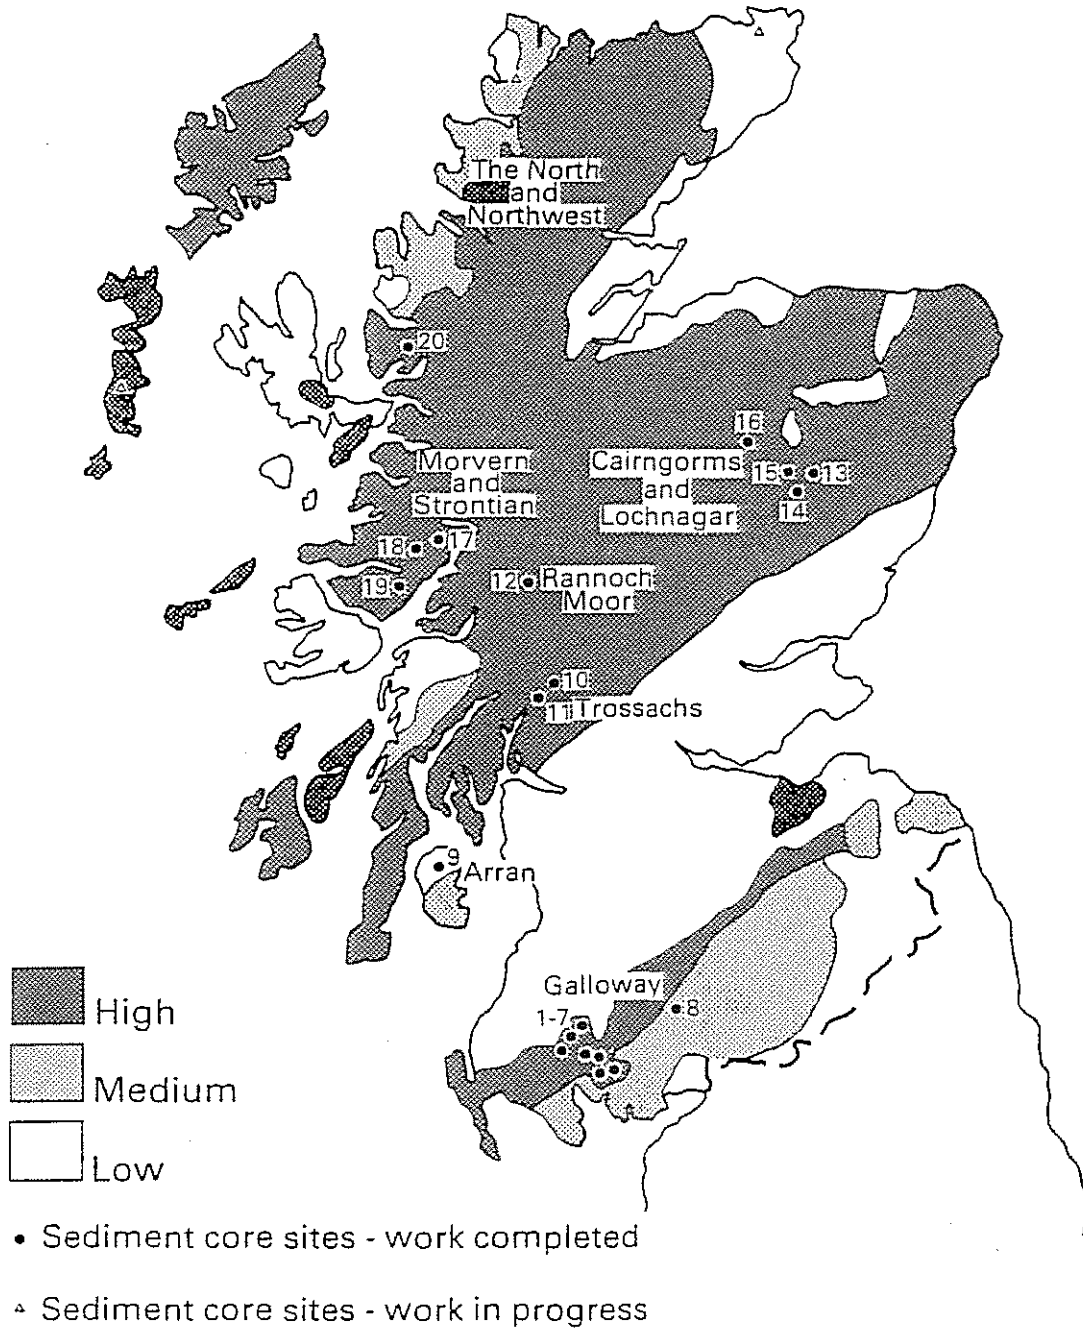 The North
and
Northwest
20
16
Morvern
and
Strontian
Cairngorms
and
Lochnagar
15
13
14
17
18
19
12
Rannoch
Moor
10
11
Trossachs
9
Arran
Galloway
1-7
8
High
Medium
Low
Sediment core sites - work completed
Sediment core sites - work in progress